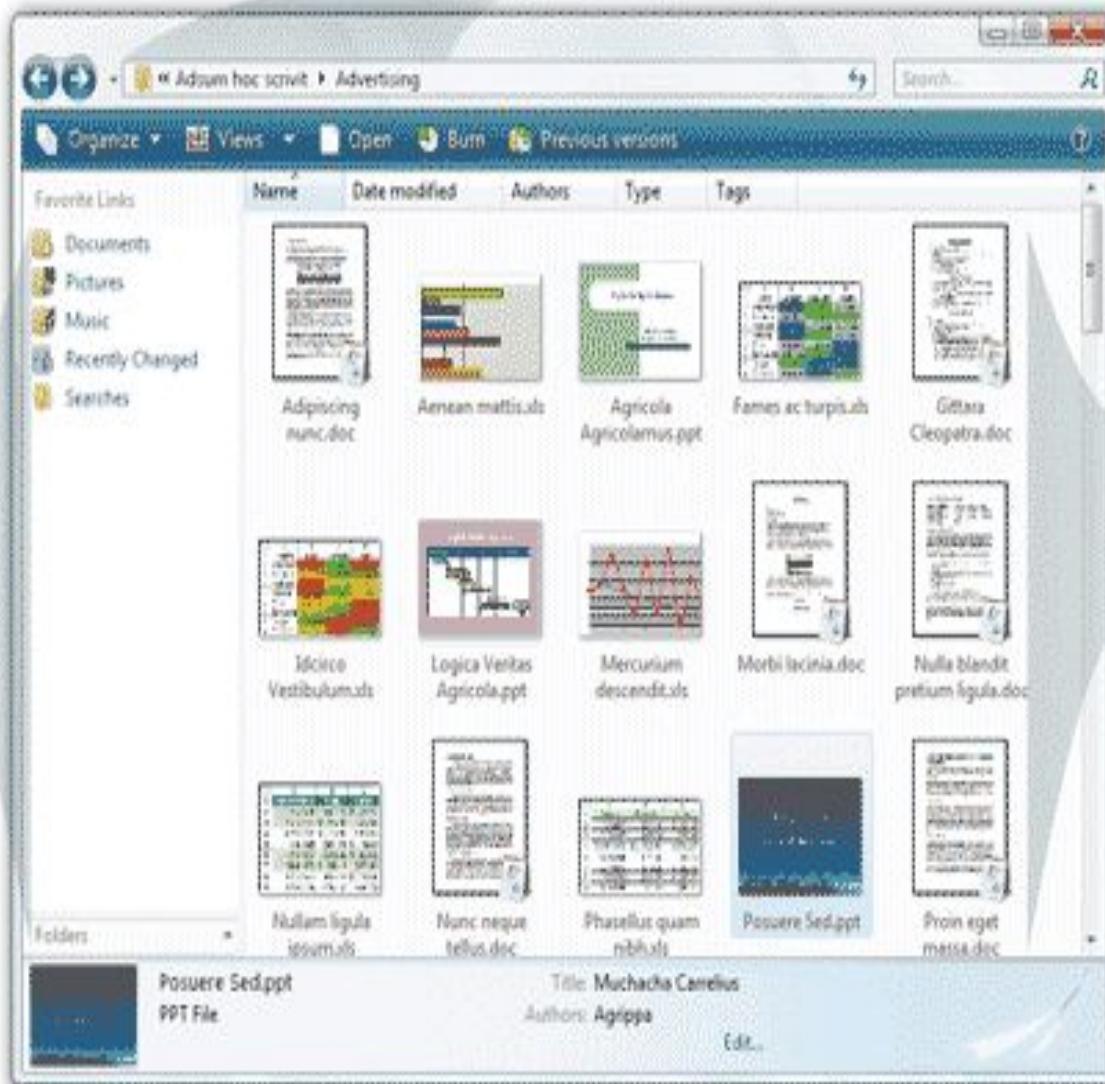 « Adsum hoc scrivit ▸ Advertising
Search...
Organize Views Open Burn Previous versions
Favorite Links
Documents
Pictures
Music
Recently Changed
Searches
Folders
Name Date modified Authors Type Tags
Adipiscing
nunc.doc
Aenean mattis.xls
Agricola
Agricolamus.ppt
Fames ac turpis.xls
Gittara
Cleopatra.doc
Idcirco
Vestibulum.xls
Logica Veritas
Agricola.ppt
Mercurium
descendit.xls
Morbi lacinia.doc
Nulla blandit
pretium ligula.doc
Nullam ligula
ipsum.xls
Nunc neque
tellus.doc
Phasellus quam
nibh.xls
Posuere Sed.ppt
Proin eget
massa.doc
Posuere Sed.ppt
PPT File
Title: Muchacha Carrelius
Authors: Agrippa
Edit...